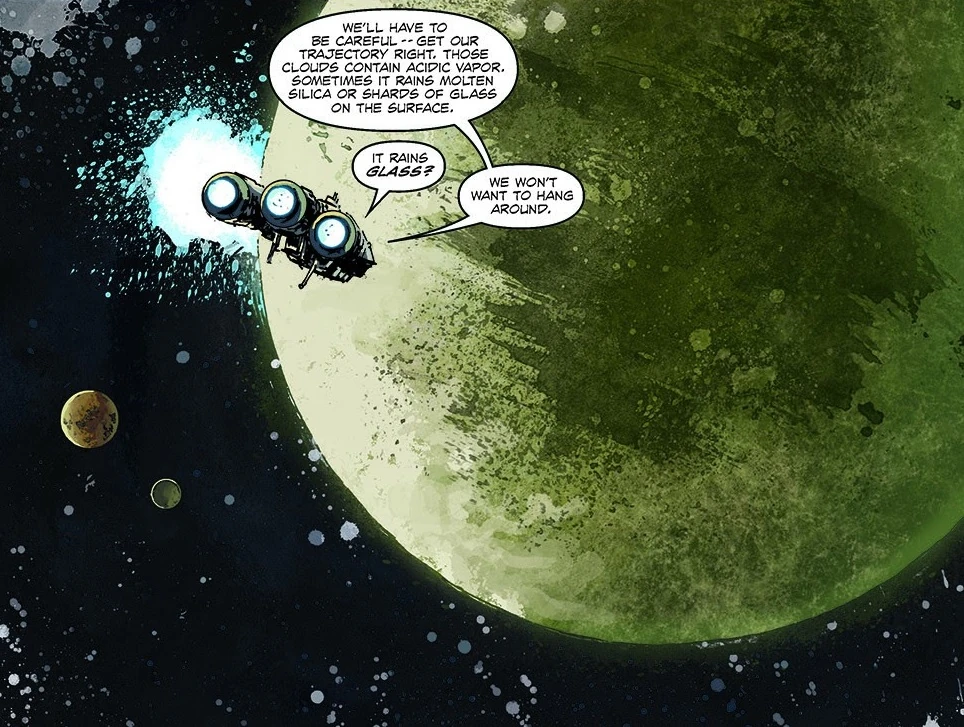 WE'LL HAVE TO
BE CAREFUL -- GET OUR
TRAJECTORY RIGHT. THOSE
CLOUDS CONTAIN ACIDIC VAPOR.
SOMETIMES IT RAINS MOLTEN
SILICA OR SHARDS OF GLASS
ON THE SURFACE.
IT RAINS
GLASS?
WE WON'T
WANT TO HANG
AROUND.